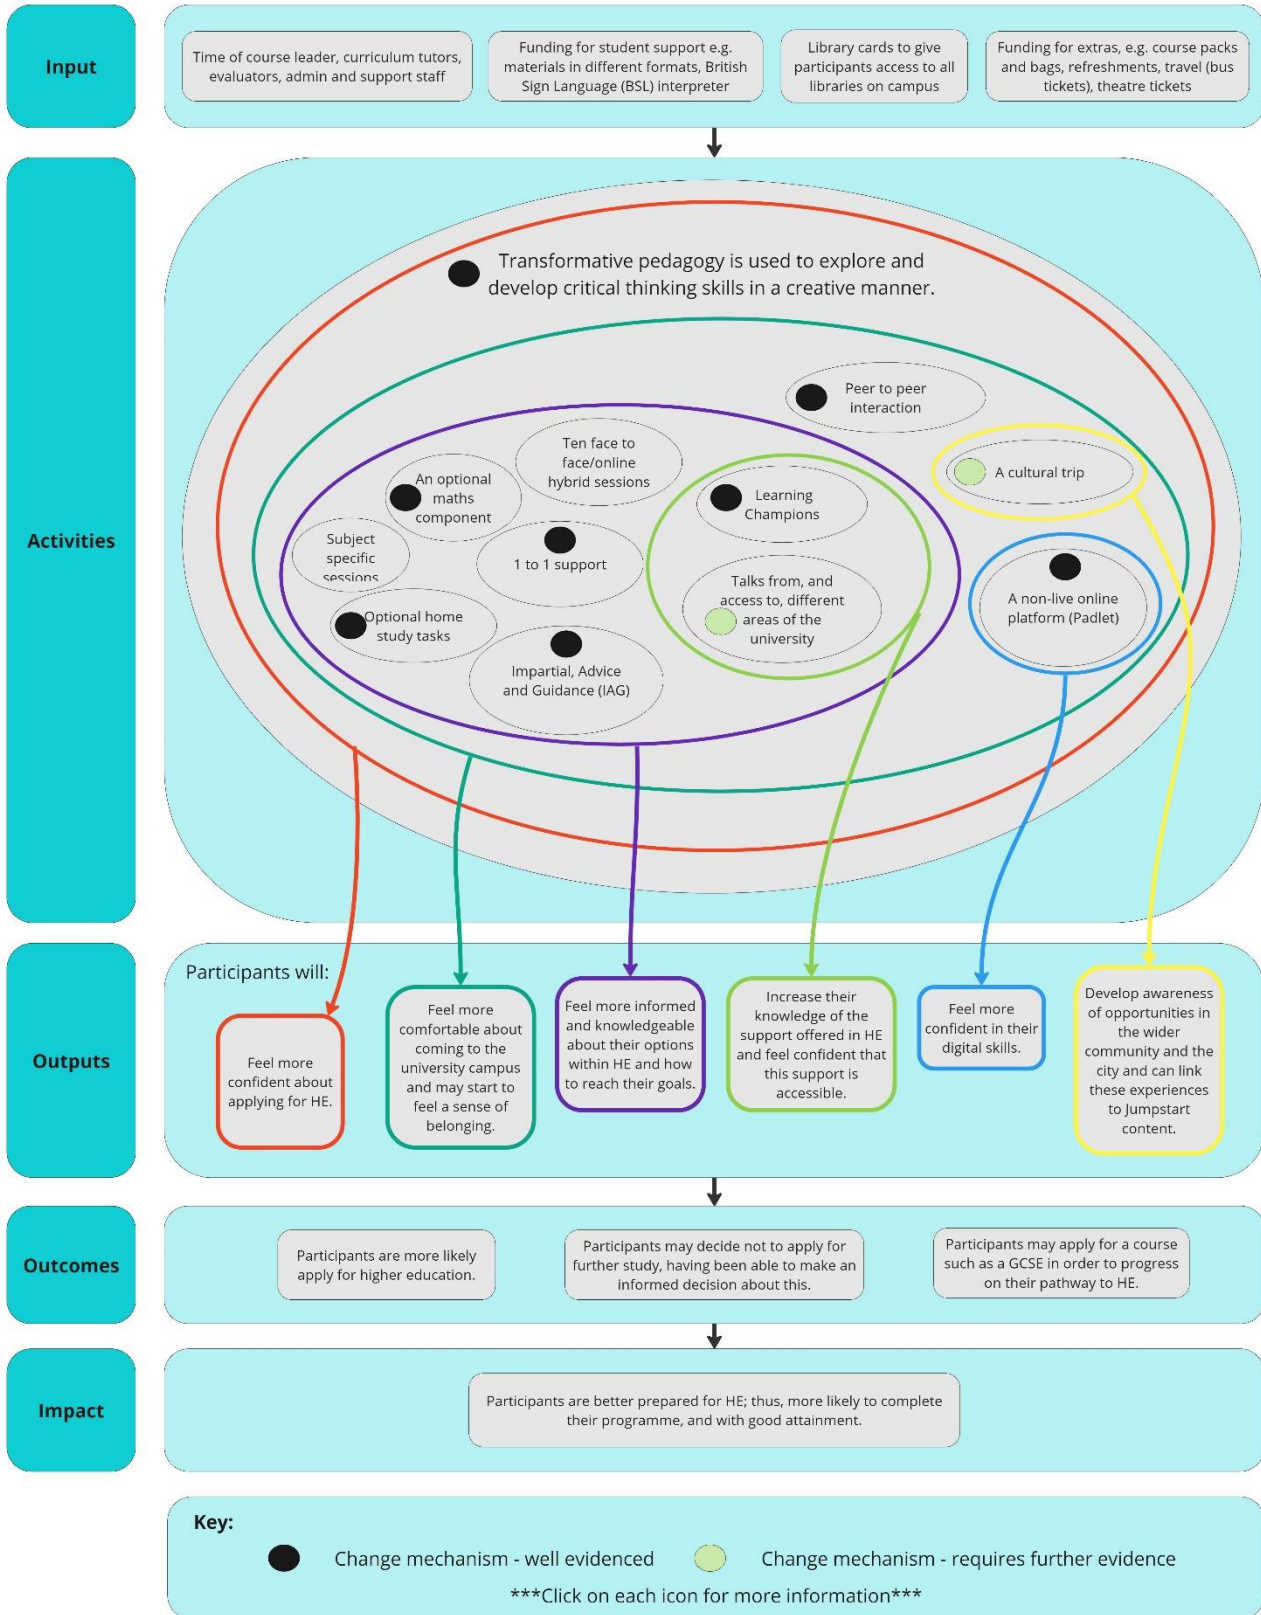 Input
Time of course leader, curriculum tutors,
evaluators, admin and support staff
Funding for student support e.g.
materials in different formats, British
Sign Language (BSL) interpreter
Library cards to give
participants access to all
libraries on campus
Funding for extras, e.g. course packs
and bags, refreshments, travel (bus
tickets), theatre tickets
Activities
Transformative pedagogy is used to explore and
develop critical thinking skills in a creative manner.
Peer to peer
interaction
Ten face to
face/online
hybrid sessions
An optional
maths
component
Learning
Champions
A cultural trip
Subject
specific
sessions
1 to 1 support
Talks from, and
access to, different
areas of the
university
A non-live online
platform (Padlet)
Optional home
study tasks
Impartial, Advice
and Guidance (IAG)
Outputs
Participants will:
Feel more
confident about
applying for HE.
Feel more
comfortable about
coming to the
university campus
and may start to
feel a sense of
belonging.
Feel more informed
and knowledgeable
about their options
within HE and how
to reach their goals.
Increase their
knowledge of the
support offered in HE
and feel confident that
this support is
accessible.
Feel more
confident in their
digital skills.
Develop awareness
of opportunities in
the wider
community and the
city and can link
these experiences
to Jumpstart
content.
Outcomes
Participants are more likely
apply for higher education.
Participants may decide not to apply for
further study, having been able to make an
informed decision about this.
Participants may apply for a course
such as a GCSE in order to progress
on their pathway to HE.
Impact
Participants are better prepared for HE; thus, more likely to complete
their programme, and with good attainment.
Key:
Change mechanism - well evidenced
Change mechanism - requires further evidence
***Click on each icon for more information***